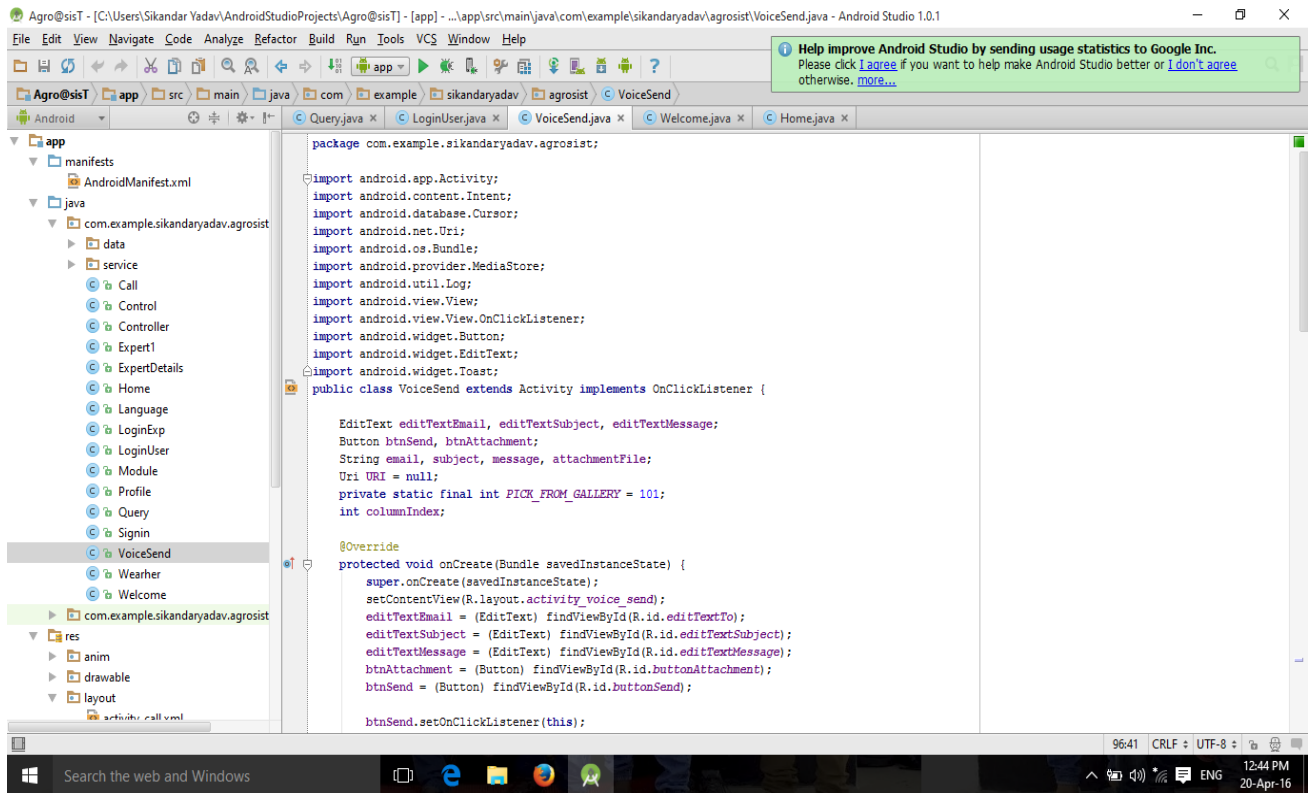 Agro@sisT - [C:\Users\Sikandar Yadav\AndroidStudioProjects\Agro@sisT] - [app] - ...\app\src\main\java\com\example\sikandaryadav\agrosist\VoiceSend.java - Android Studio 1.0.1
File Edit View Navigate Code Analyze Refactor Build Run Tools VCS Window Help
Help improve Android Studio by sending usage statistics to Google Inc.
Please click I agree if you want to help make Android Studio better or I don't agree
otherwise. more...
app
Agro@sisT app src main java com example sikandaryadav agrosist VoiceSend
Android
Query.java LoginUser.java VoiceSend.java Welcome.java Home.java
app
manifests
AndroidManifest.xml
java
com.example.sikandaryadav.agrosist
data
service
Call
Control
Controller
Expert1
ExpertDetails
Home
Language
LoginExp
LoginUser
Module
Profile
Query
Signin
VoiceSend
Wearher
Welcome
com.example.sikandaryadav.agrosist
res
anim
drawable
layout
activity_call.xml
package com.example.sikandaryadav.agrosist;
import android.app.Activity;
import android.content.Intent;
import android.database.Cursor;
import android.net.Uri;
import android.os.Bundle;
import android.provider.MediaStore;
import android.util.Log;
import android.view.View;
import android.view.View.OnClickListener;
import android.widget.Button;
import android.widget.EditText;
import android.widget.Toast;
public class VoiceSend extends Activity implements OnClickListener {
EditText editTextEmail, editTextSubject, editTextMessage;
Button btnSend, btnAttachment;
String email, subject, message, attachmentFile;
Uri URI = null;
private static final int PICK_FROM_GALLERY = 101;
int columnIndex;
@Override
protected void onCreate(Bundle savedInstanceState) {
super.onCreate(savedInstanceState);
setContentView(R.layout.activity_voice_send);
editTextEmail = (EditText) findViewById(R.id.editTextTo);
editTextSubject = (EditText) findViewById(R.id.editTextSubject);
editTextMessage = (EditText) findViewById(R.id.editTextMessage);
btnAttachment = (Button) findViewById(R.id.buttonAttachment);
btnSend = (Button) findViewById(R.id.buttonSend);
btnSend.setOnClickListener(this);
96:41 CRLF UTF-8
Search the web and Windows
ENG
12:44 PM
20-Apr-16